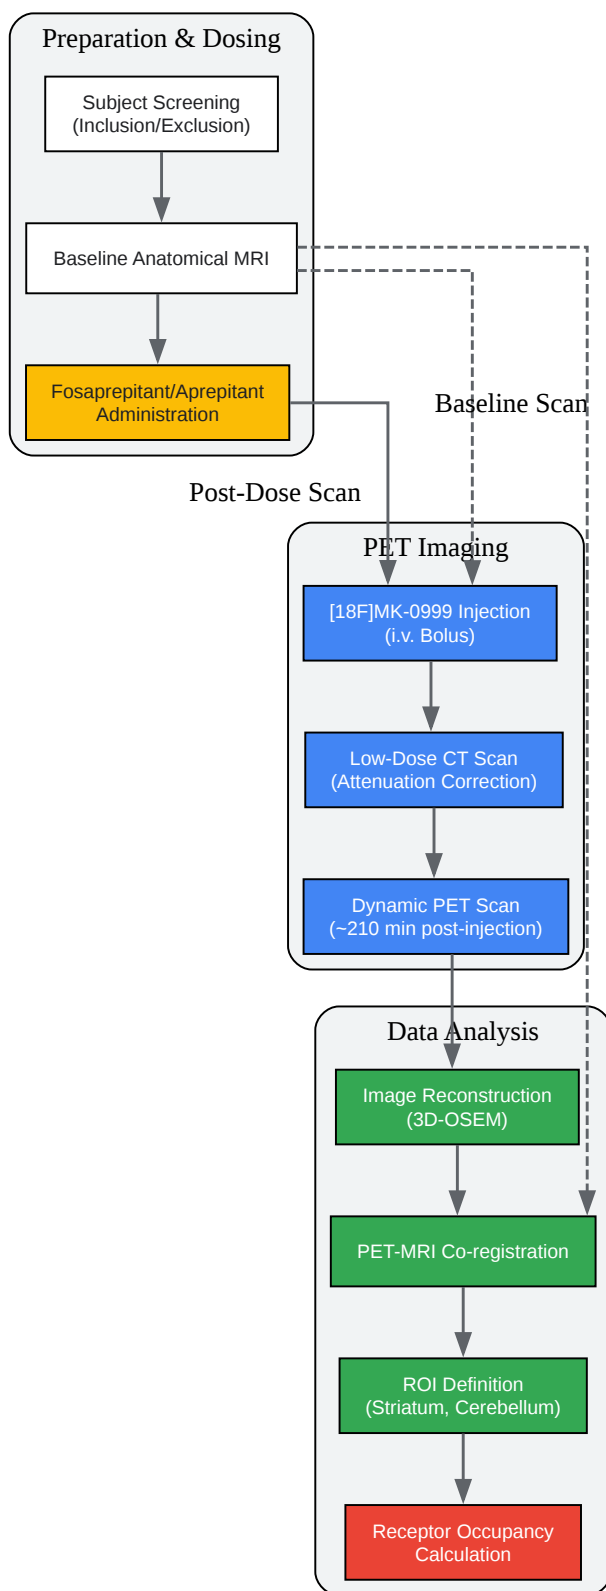 Preparation & Dosing
Subject Screening
(Inclusion/Exclusion)
Baseline Anatomical MRI
Fosaprepitant/Aprepitant
Administration
Baseline Scan
Post-Dose Scan
PET Imaging
[18F]MK-0999 Injection
(i.v. Bolus)
Low-Dose CT Scan
(Attenuation Correction)
Dynamic PET Scan
(~210 min post-injection)
Data Analysis
Image Reconstruction
(3D-OSEM)
PET-MRI Co-registration
ROI Definition
(Striatum, Cerebellum)
Receptor Occupancy
Calculation